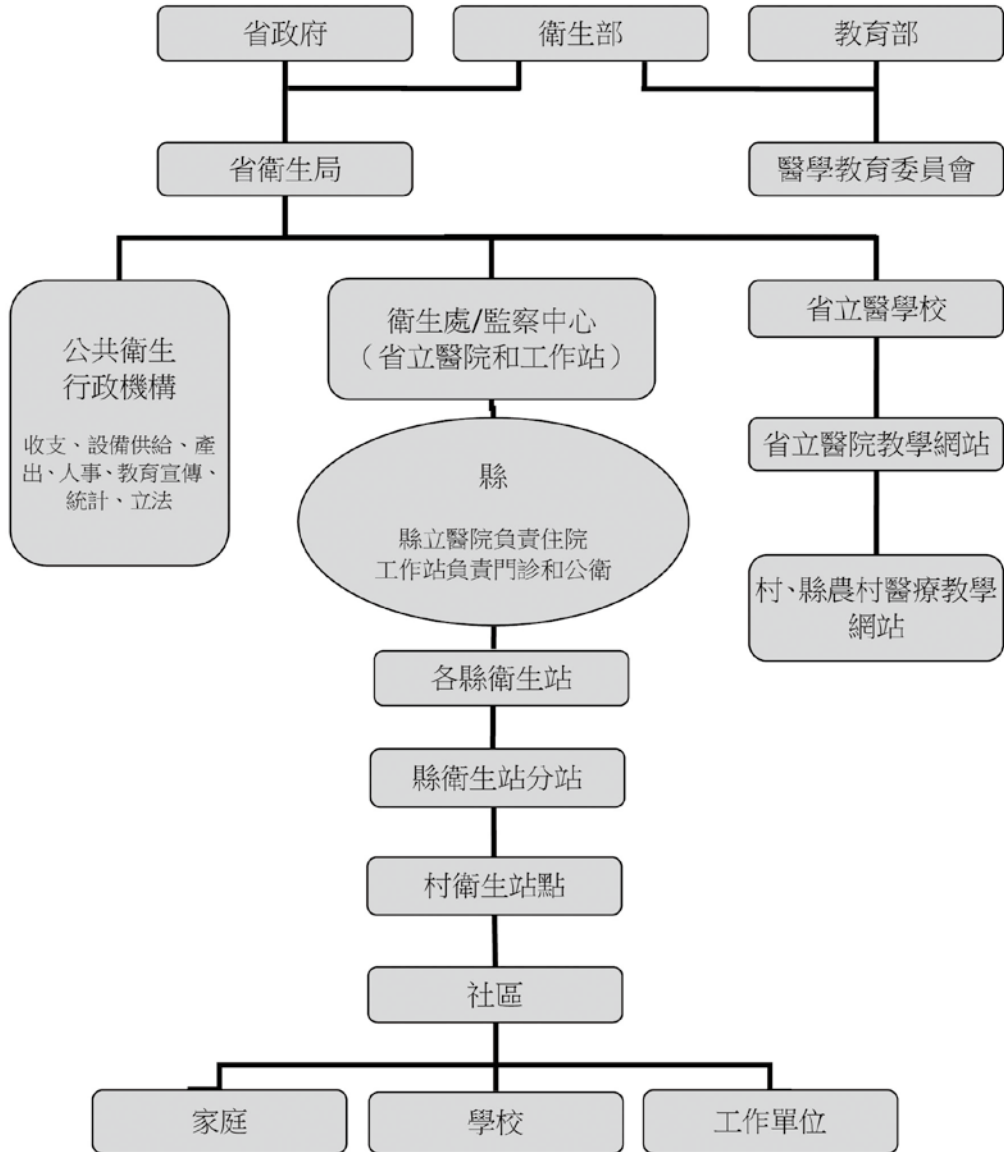 省政府
衛生部
教育部
省衛生局
醫學教育委員會
公共衛生
行政機構
收支、設備供給、產
出、人事、教育宣傳、
統計、立法
衛生處/監察中心
（省立醫院和工作站）
省立醫學校
縣
縣立醫院負責住院
工作站負責門診和公衛
省立醫院教學網站
村、縣農村醫療教學
網站
各縣衛生站
縣衛生站分站
村衛生站點
社區
家庭
學校
工作單位